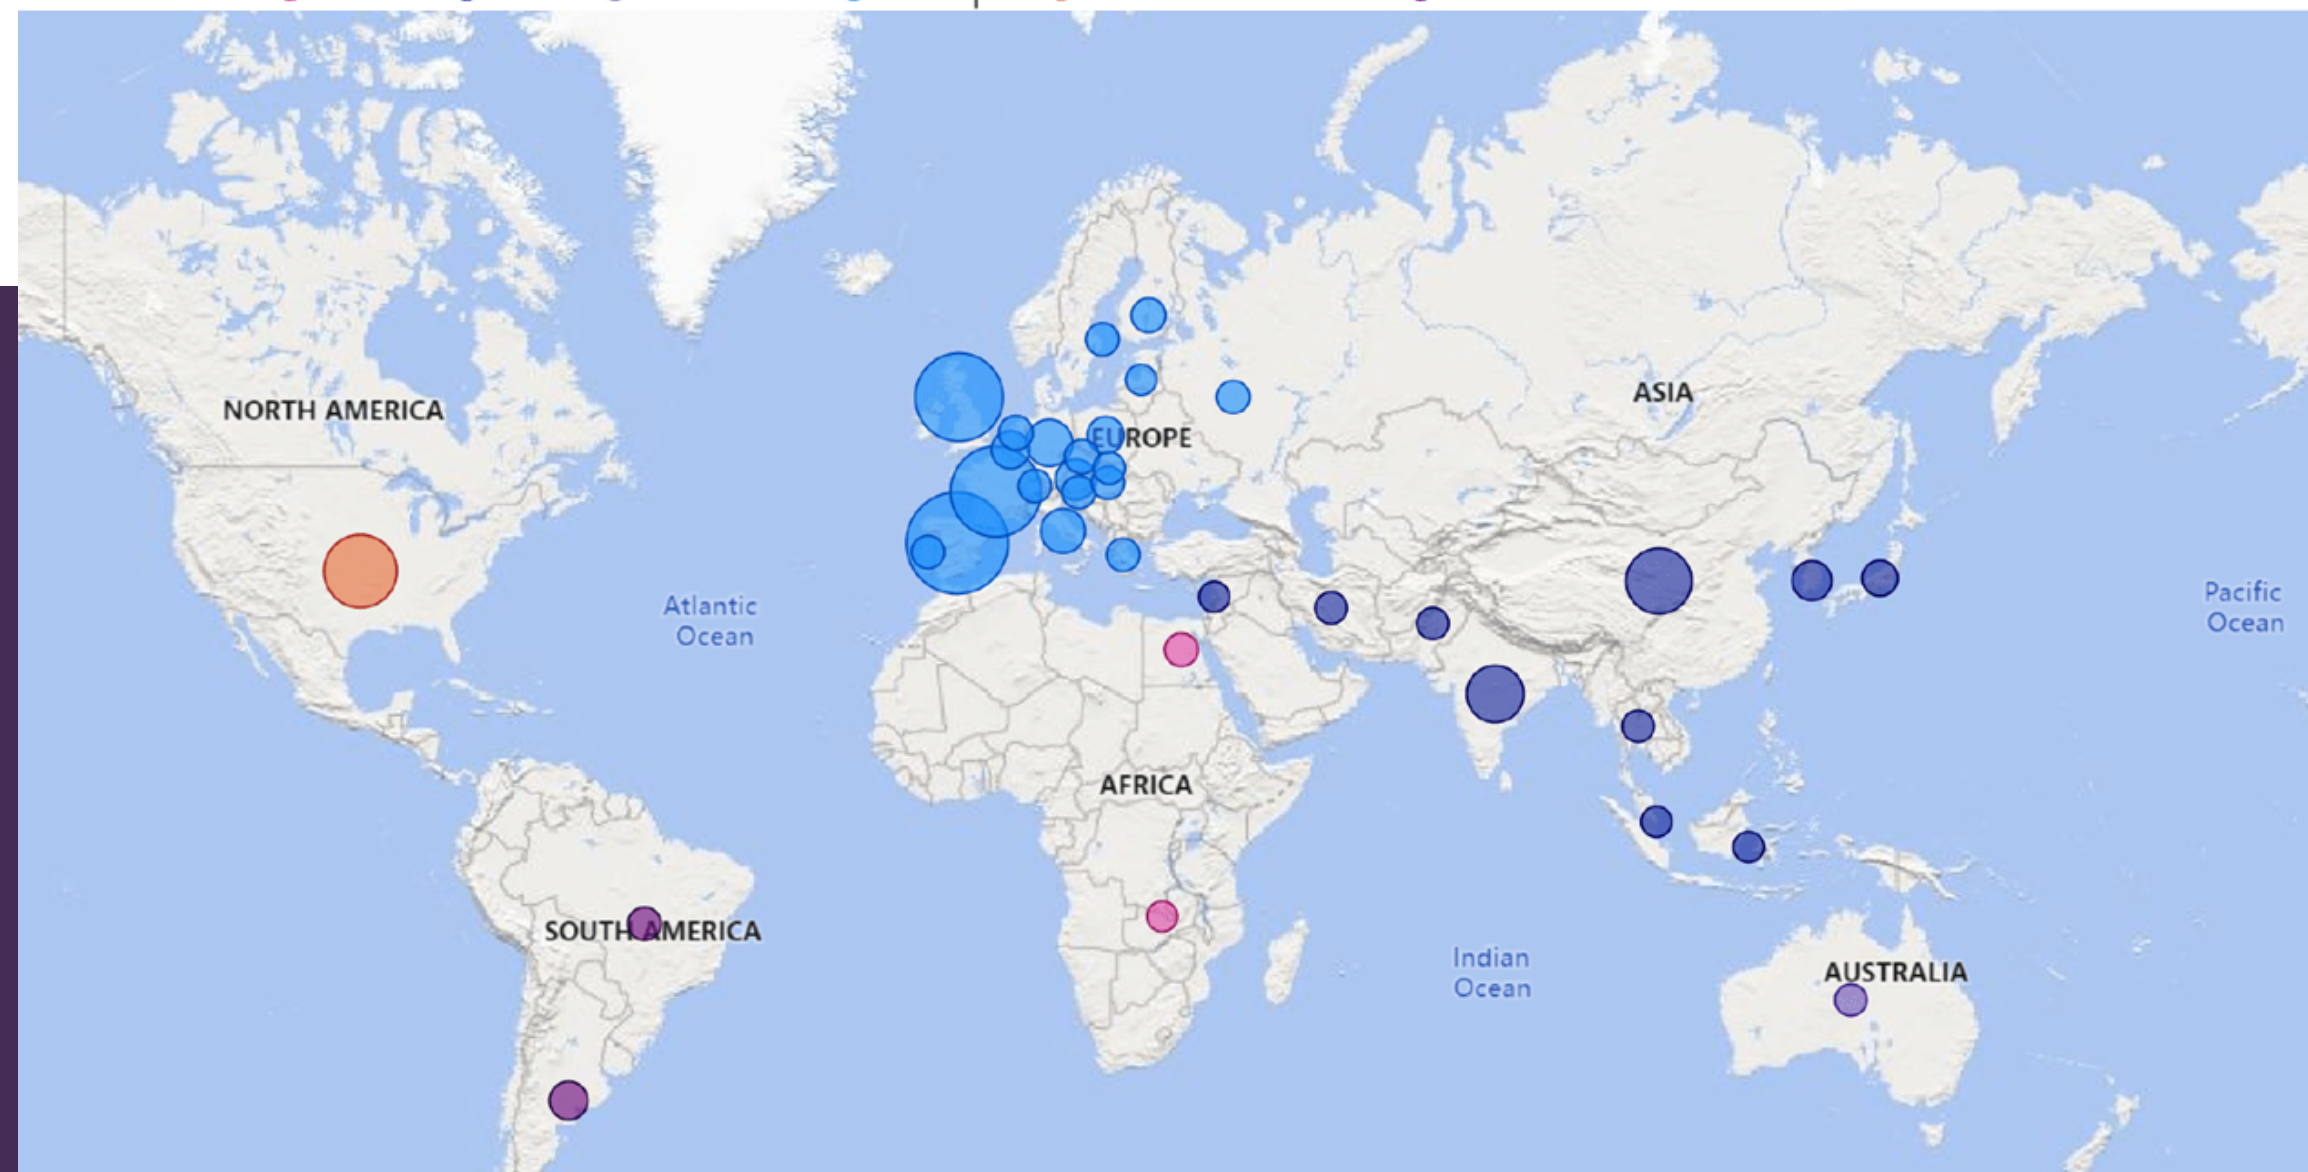 NORTH AMERICA
ASIA
EUROPE
Atlantic
Ocean
Pacific
Ocean
AFRICA
SOUTH AMERICA
Indian
Ocean
AUSTRALIA